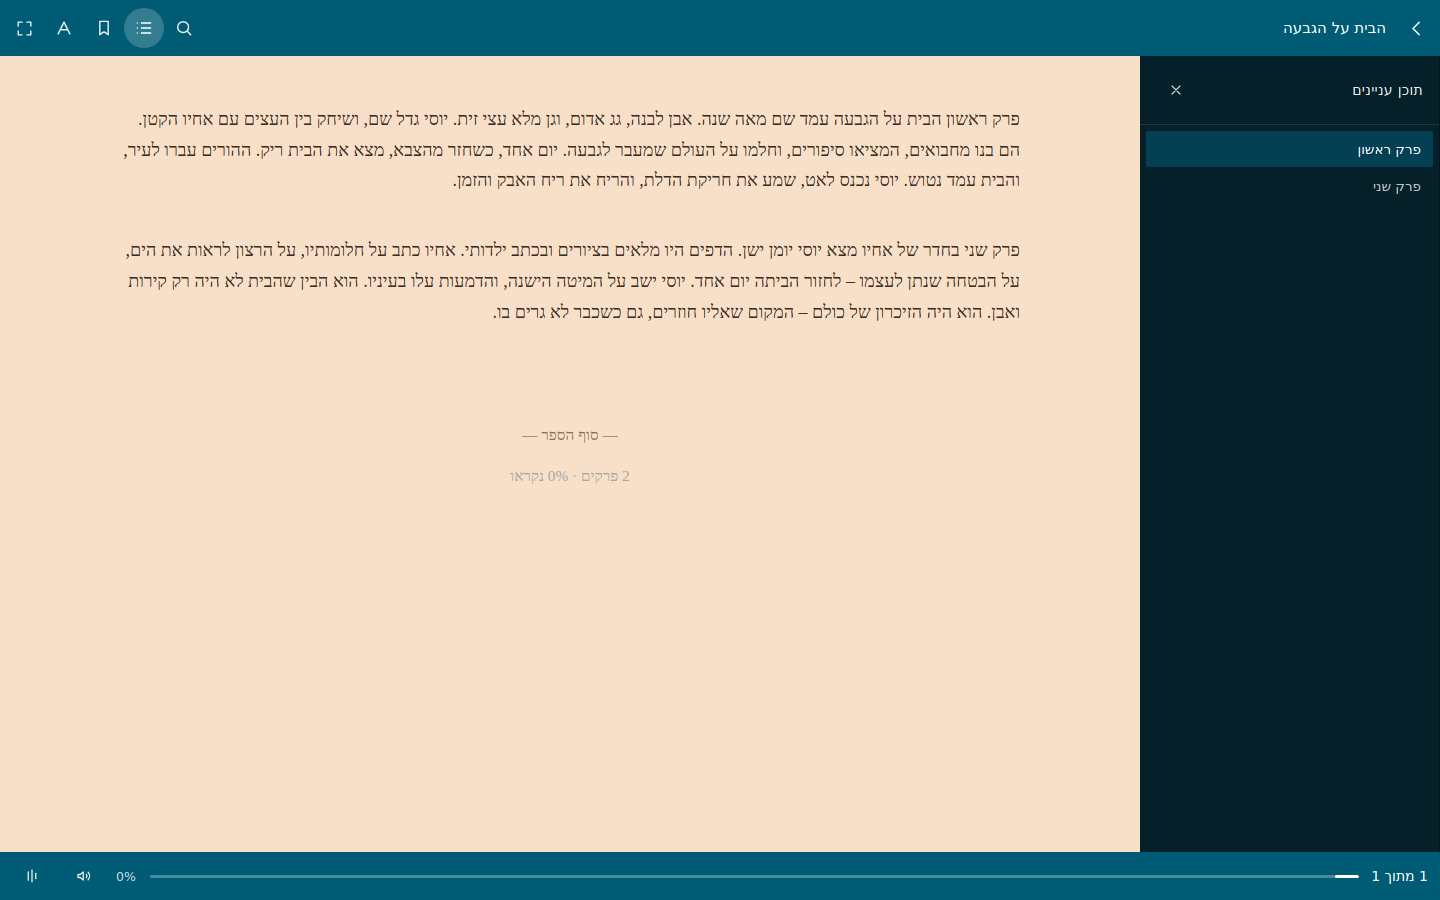 הבית על הגבעה
תוכן עניינים
פרק ראשון
פרק שני
פרק ראשון הבית על הגבעה עמד שם מאה שנה. אבן לבנה, גג אדום, וגן מלא עצי זית. יוסי גדל שם, ושיחק בין העצים עם אחיו הקטן.
הם בנו מחבואים, המציאו סיפורים, וחלמו על העולם שמעבר לגבעה. יום אחד, כשחזר מהצבא, מצא את הבית ריק. ההורים עברו לעיר,
והבית עמד נטוש. יוסי נכנס לאט, שמע את חריקת הדלת, והריח את ריח האבק והזמן.
פרק שני בחדר של אחיו מצא יוסי יומן ישן. הדפים היו מלאים בציורים ובכתב ילדותי. אחיו כתב על חלומותיו, על הרצון לראות את הים,
על הבטחה שנתן לעצמו – לחזור הביתה יום אחד. יוסי ישב על המיטה הישנה, והדמעות עלו בעיניו. הוא הבין שהבית לא היה רק קירות
ואבן. הוא היה הזיכרון של כולם – המקום שאליו חוזרים, גם כשכבר לא גרים בו.
— סוף הספר —
2 פרקים · 0% נקראו
1 מתוך 1
0%